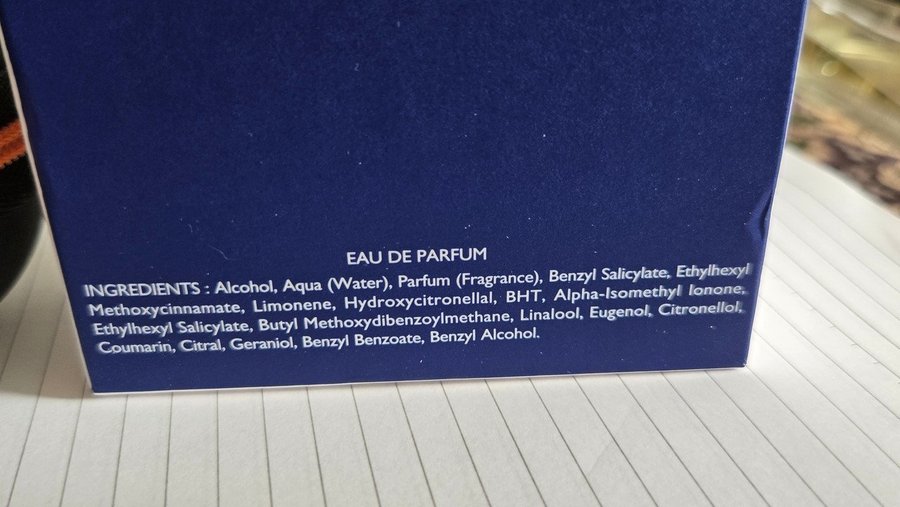 EAU DE PARFUM
INGREDIENTS : Alcohol, Aqua (Water), Parfum (Fragrance), Benzyl Salicylate, Ethylhexyl
Methoxycinnamate, Limonene, Hydroxycitronellal, BHT, Alpha-Isomethyl Ionone,
Ethylhexyl Salicylate, Butyl Methoxydibenzoylmethane, Linalool, Eugenol, Citronellol,
Coumarin, Citral, Geraniol, Benzyl Benzoate, Benzyl Alcohol.